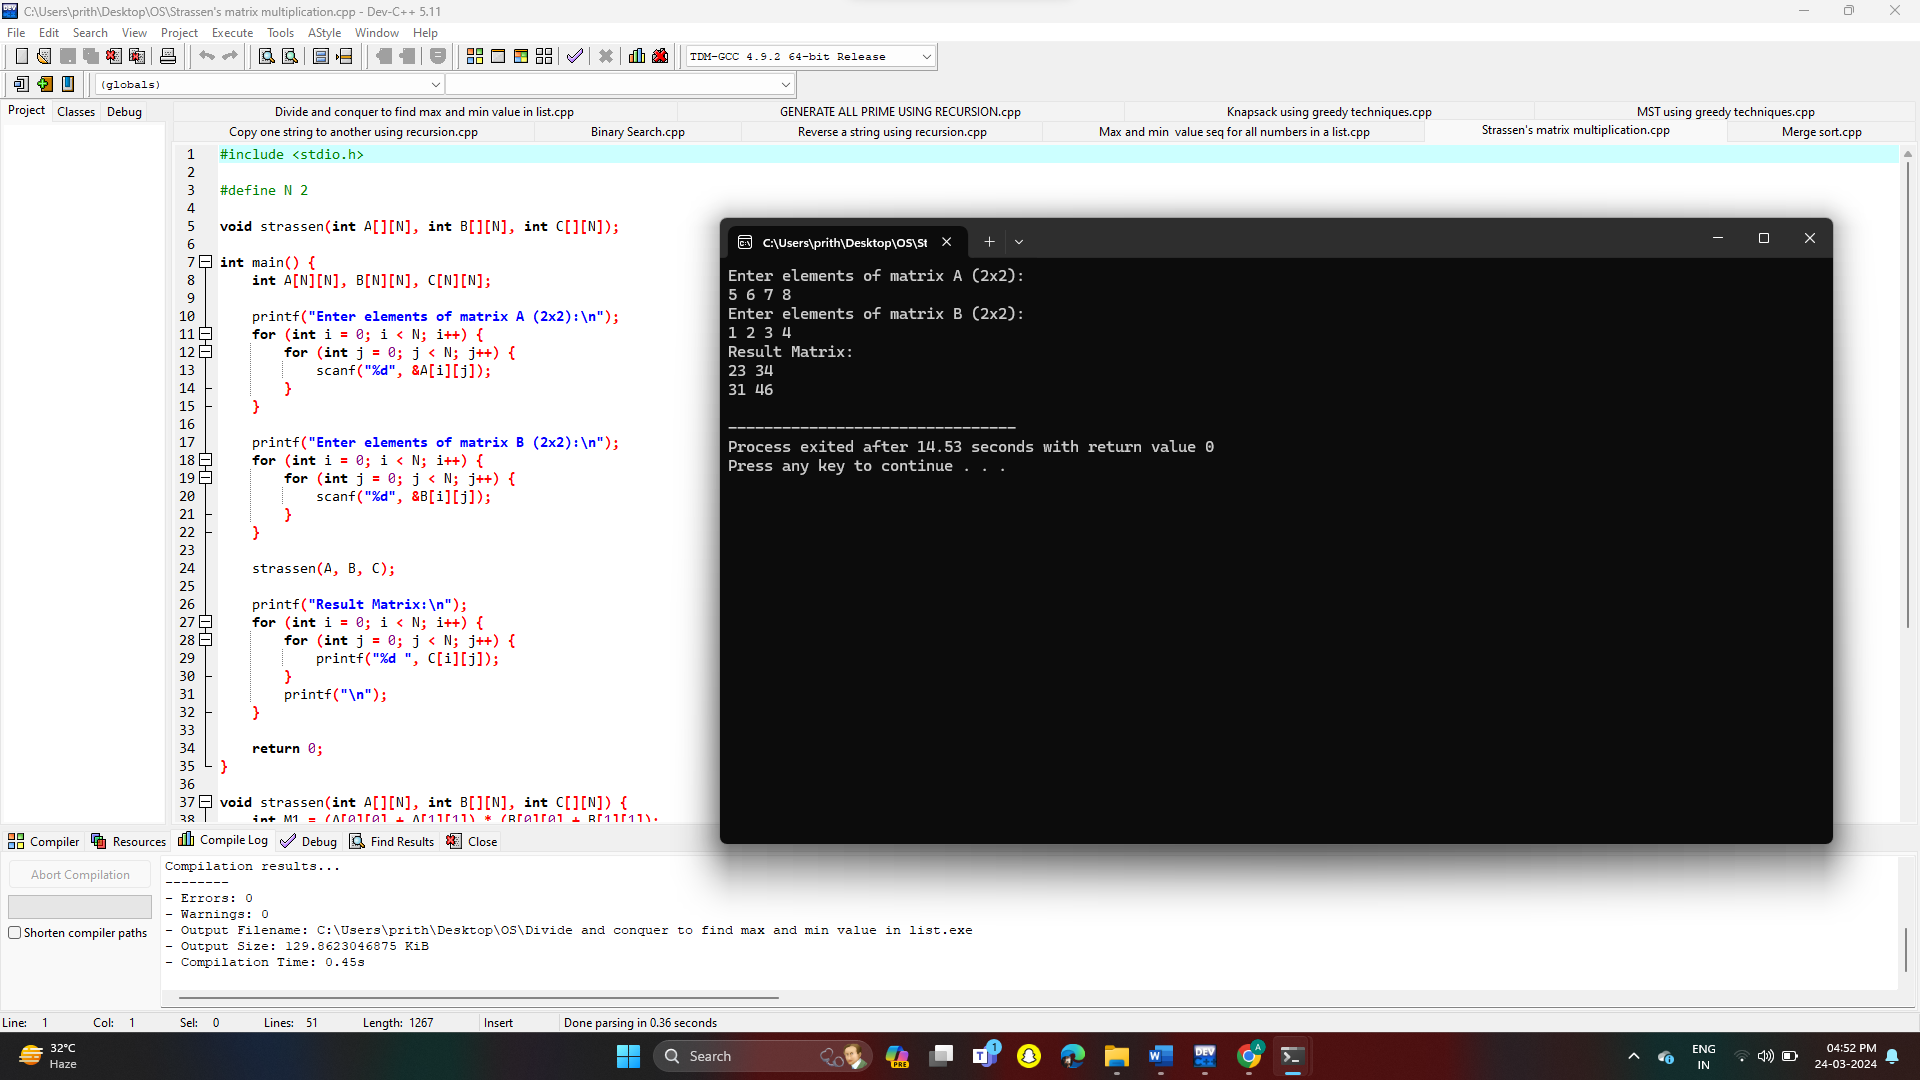 C:\Users\prith\Desktop\OS\Strassen's matrix multiplication.cpp - Dev-C++ 5.11
File Edit Search View Project Execute Tools AStyle Window Help
TDM-GCC 4.9.2 64-bit Release
(globals)
Project Classes Debug
Divide and conquer to find max and min value in list.cpp GENERATE ALL PRIME USING RECURSION.cpp Knapsack using greedy techniques.cpp MST using greedy techniques.cpp
Copy one string to another using recursion.cpp Binary Search.cpp Reverse a string using recursion.cpp Max and min value seq for all numbers in a list.cpp Strassen's matrix multiplication.cpp Merge sort.cpp
1 #include <stdio.h>
2
3 #define N 2
4
5 void strassen(int A[][N], int B[][N], int C[][N]);
6
7 int main() {
8 int A[N][N], B[N][N], C[N][N];
9
10 printf("Enter elements of matrix A (2x2):\n");
11 for (int i = 0; i < N; i++) {
12 for (int j = 0; j < N; j++) {
13 scanf("%d", &A[i][j]);
14 }
15 }
16
17 printf("Enter elements of matrix B (2x2):\n");
18 for (int i = 0; i < N; i++) {
19 for (int j = 0; j < N; j++) {
20 scanf("%d", &B[i][j]);
21 }
22 }
23
24 strassen(A, B, C);
25
26 printf("Result Matrix:\n");
27 for (int i = 0; i < N; i++) {
28 for (int j = 0; j < N; j++) {
29 printf("%d ", C[i][j]);
30 }
31 printf("\n");
32 }
33
34 return 0;
35 }
36
37 void strassen(int A[][N], int B[][N], int C[][N]) {
38 int M1 = (A[0][0] + A[1][1]) * (B[0][0] + B[1][1]);
C:\Users\prith\Desktop\OS\St
Enter elements of matrix A (2x2):
5 6 7 8
Enter elements of matrix B (2x2):
1 2 3 4
Result Matrix:
23 34
31 46
--------------------------------
Process exited after 14.53 seconds with return value 0
Press any key to continue . . .
Compiler Resources Compile Log Debug Find Results Close
Abort Compilation
Shorten compiler paths
Compilation results...
--------
- Errors: 0
- Warnings: 0
- Output Filename: C:\Users\prith\Desktop\OS\Divide and conquer to find max and min value in list.exe
- Output Size: 129.8623046875 KiB
- Compilation Time: 0.45s
Line: 1 Col: 1 Sel: 0 Lines: 51 Length: 1267 Insert Done parsing in 0.36 seconds
32°C
Haze
Search
PRE
1
DEV
A
ENG
IN
04:52 PM
24-03-2024